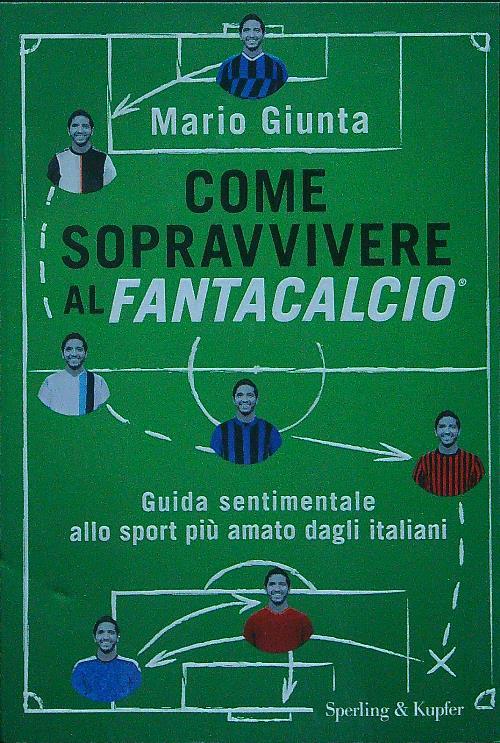 Mario Giunta
COME
SOPRAVVIVERE
AL FANTACALCIO®
Guida sentimentale
allo sport più amato dagli italiani
Sperling & Kupfer